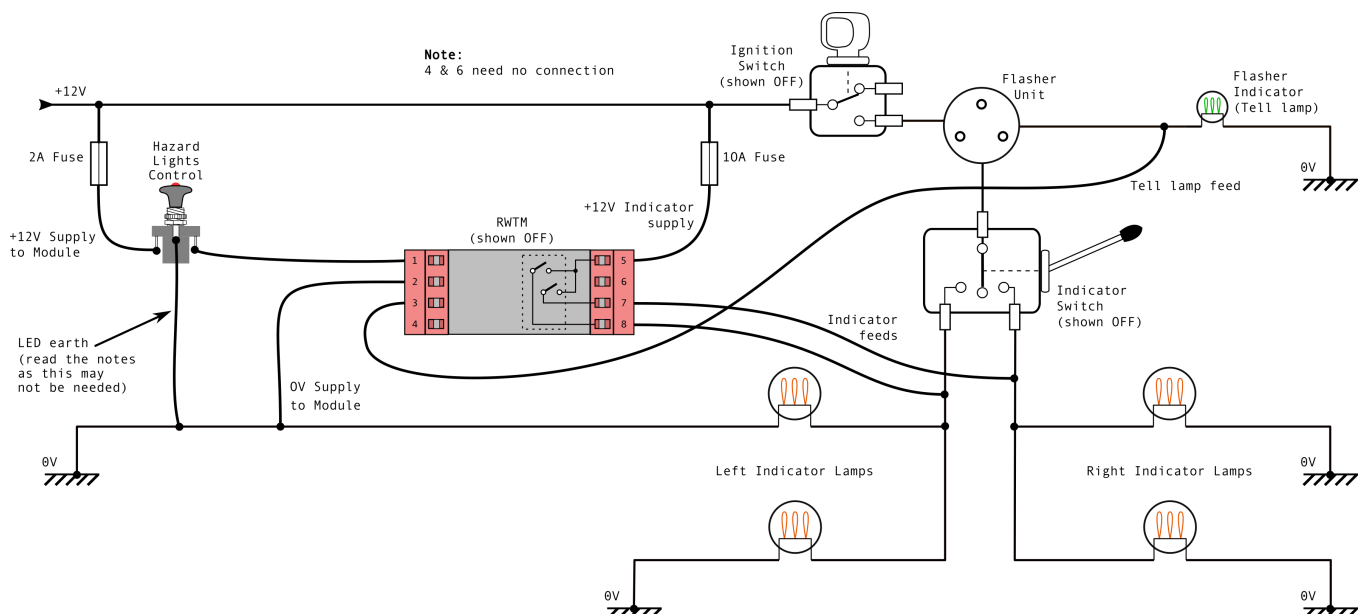 Note:
4 & 6 need no connection
Ignition
Switch
(shown OFF)
Flasher
Unit
Flasher
Indicator
(Tell lamp)
+12V
2A Fuse
Hazard
Lights
Control
10A Fuse
0V
Tell lamp feed
+12V Indicator
supply
+12V Supply
to Module
RWTM
(shown OFF)
1
2
3
4
5
6
7
8
Indicator
Switch
(shown OFF)
Indicator
feeds
LED earth
(read the notes
as this may
not be needed)
0V Supply
to Module
0V
Left Indicator Lamps
Right Indicator Lamps
0V
0V
0V